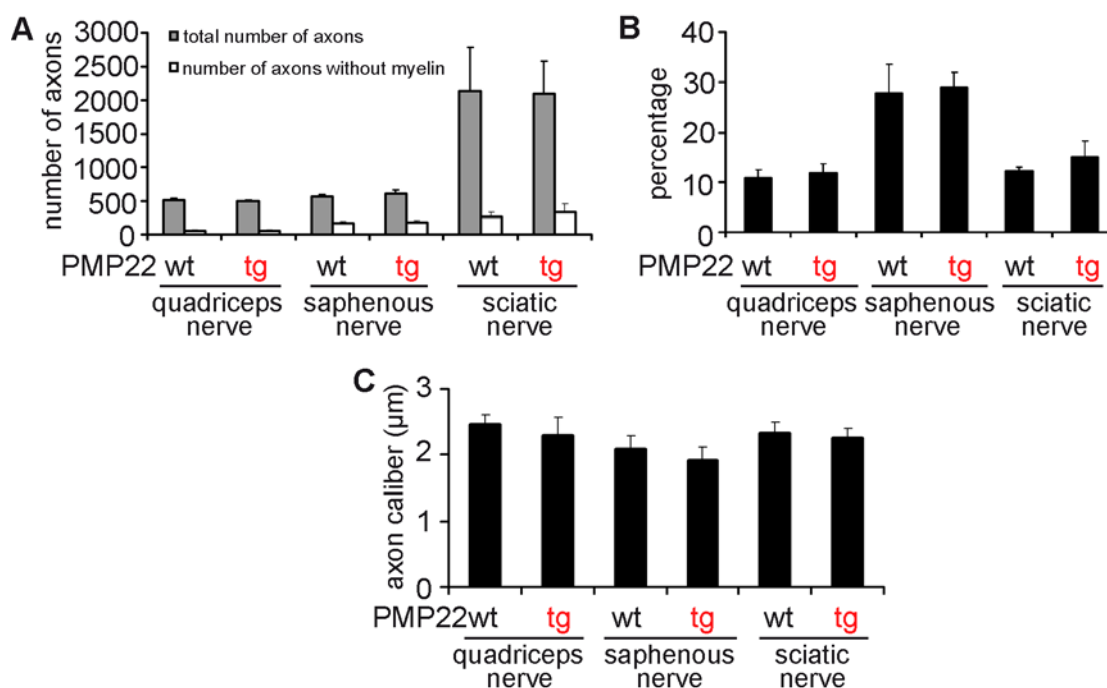 A
number of axons
3000
2500
2000
1500
1000
500
0
total number of axons
number of axons without myelin
PMP22 wt tg wt tg wt tg
quadriceps nerve
saphenous nerve
sciatic nerve
B
percentage
40
30
20
10
0
PMP22 wt tg wt tg wt tg
quadriceps nerve
saphenous nerve
sciatic nerve
C
axon caliber (µm)
3
2
1
0
PMP22 wt tg wt tg wt tg
quadriceps nerve
saphenous nerve
sciatic nerve